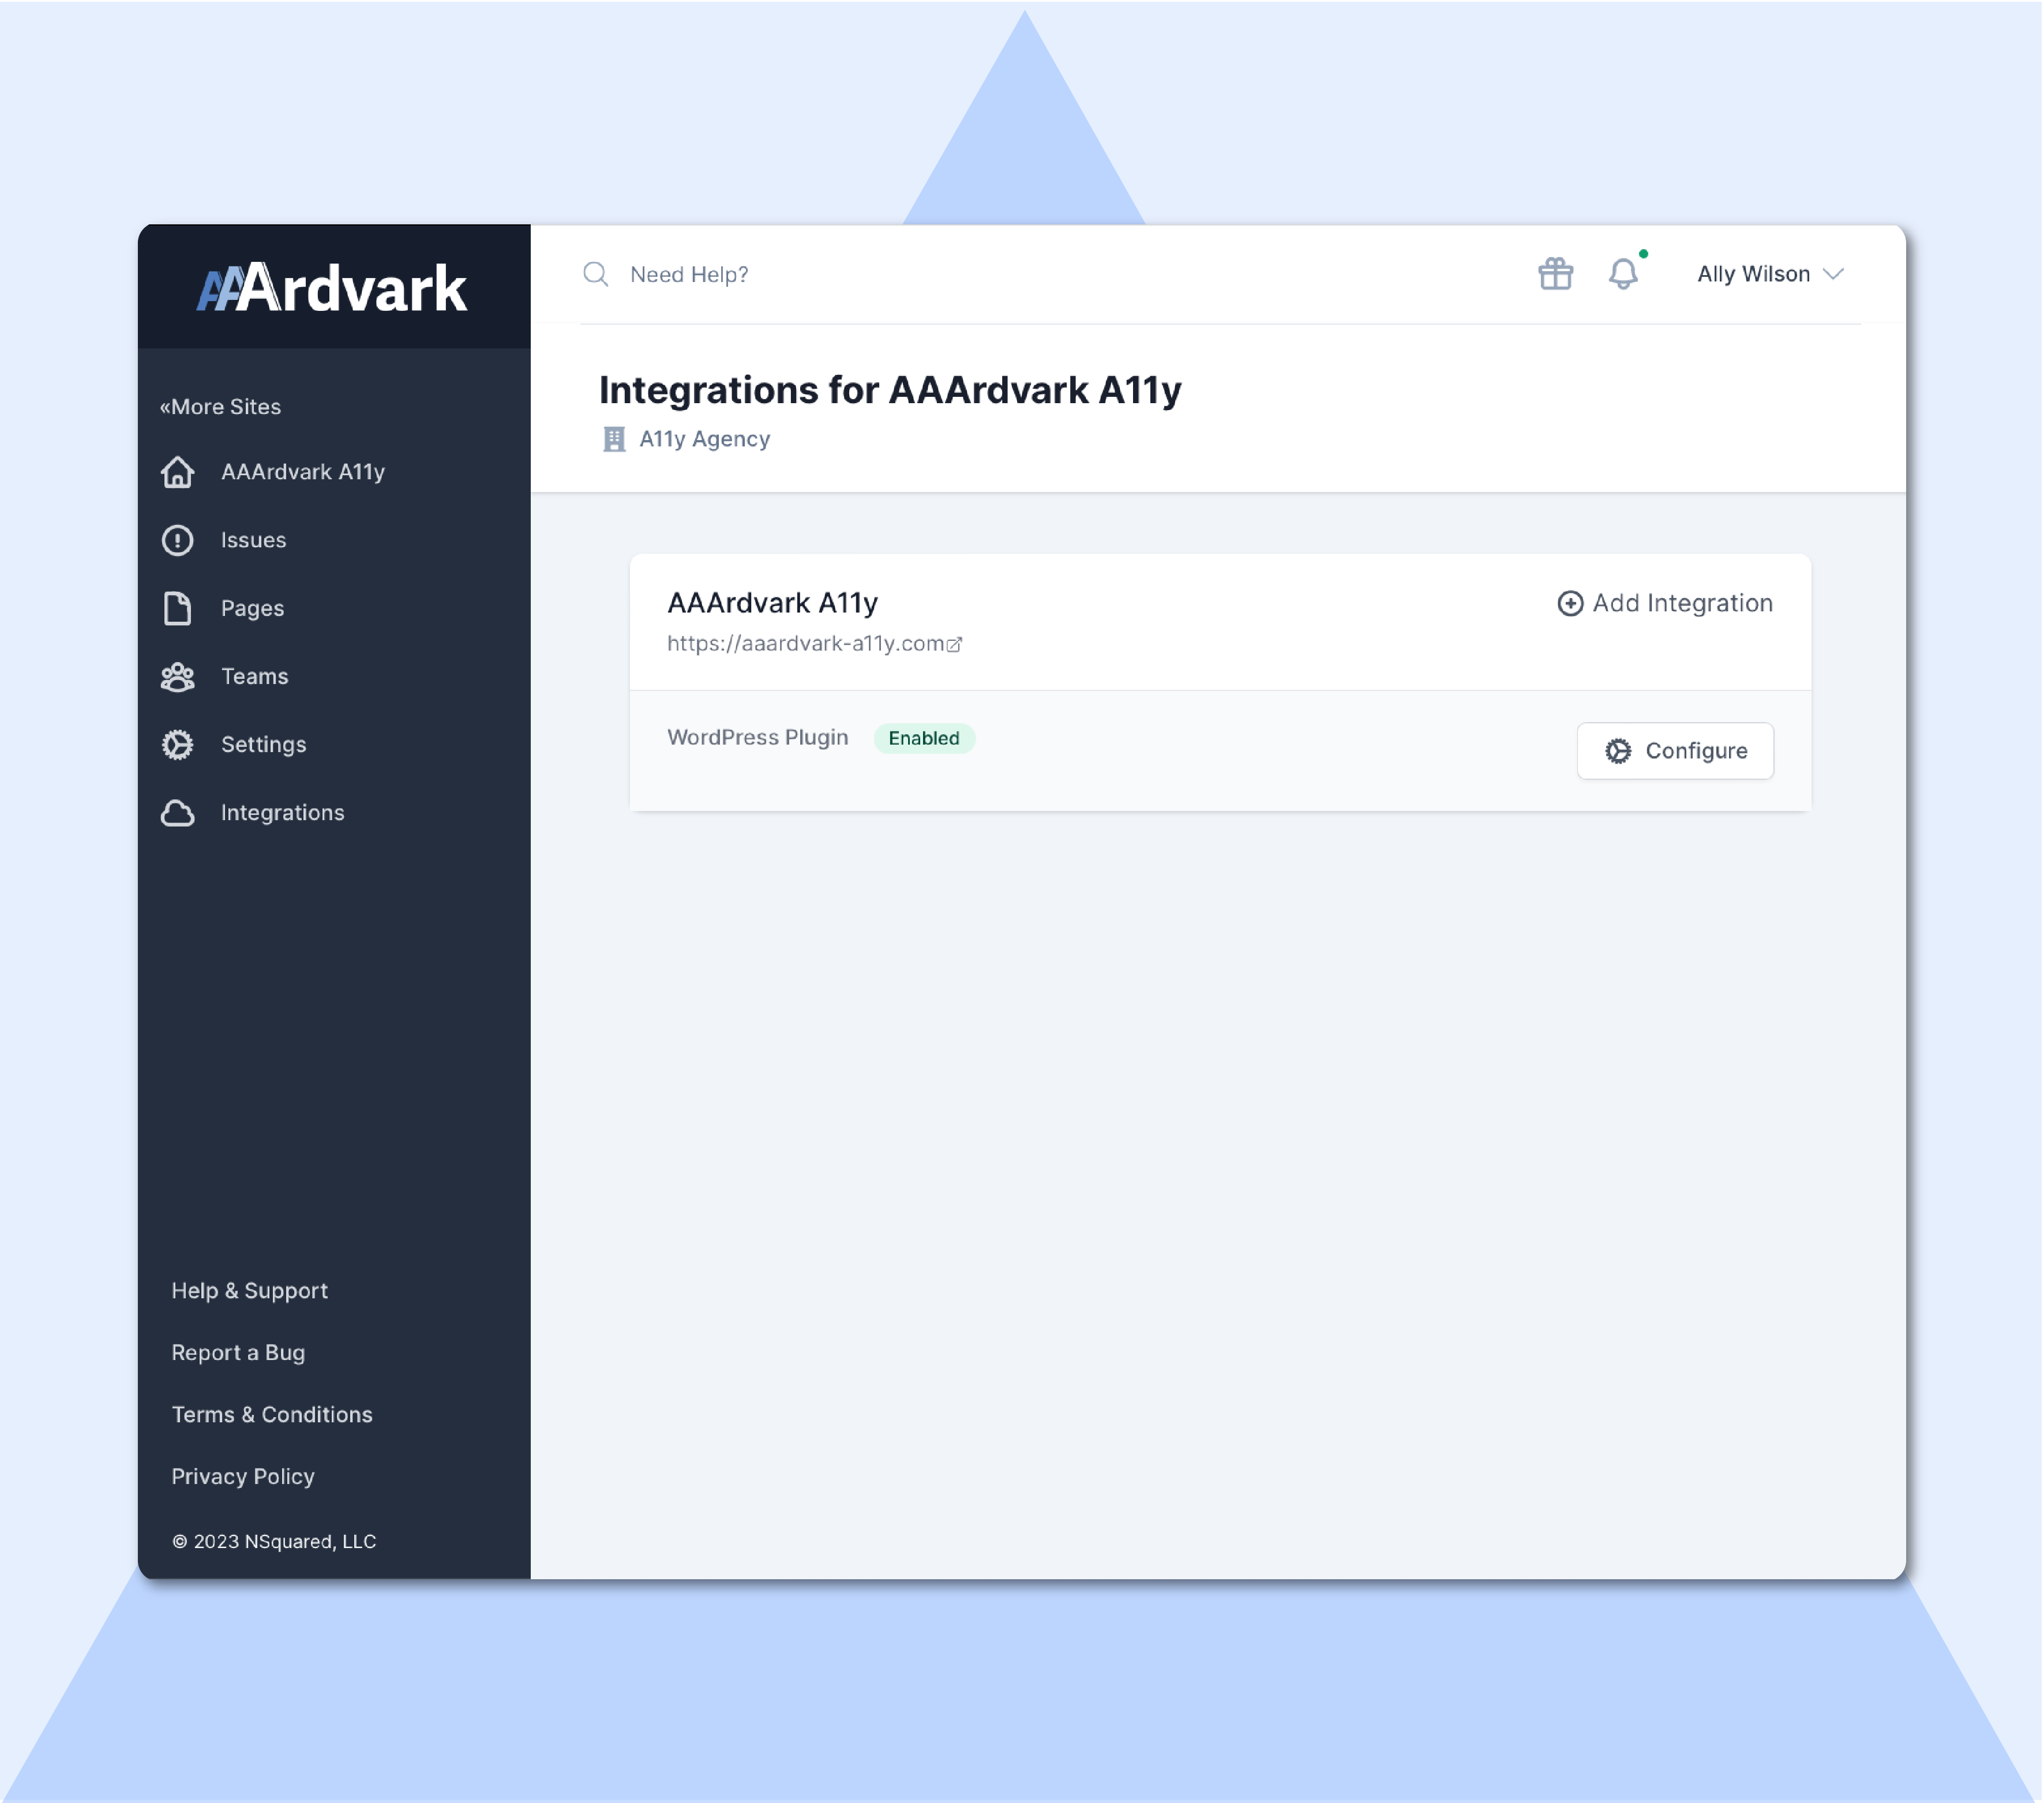 AAArdvark
«More Sites
AAArdvark A11y
Issues
Pages
Teams
Settings
Integrations
Help & Support
Report a Bug
Terms & Conditions
Privacy Policy
© 2023 NSquared, LLC
Need Help?
Ally Wilson
Integrations for AAArdvark A11y
A11y Agency
AAArdvark A11y
Add Integration
https://aaardvark-a11y.com
WordPress Plugin Enabled
Configure